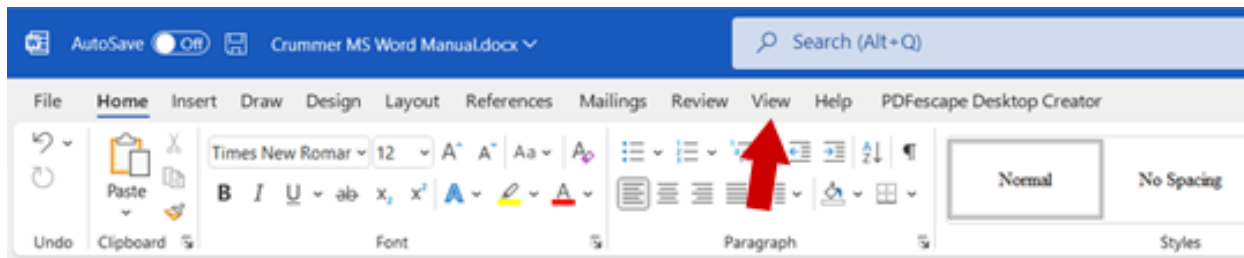 AutoSave Off Crummer MS Word Manual.docx Search (Alt+Q)
File Home Insert Draw Design Layout References Mailings Review View Help PDFescape Desktop Creator
Times New Romar 12 A A Aa A
Paste B I U ab x₂ x² A A Normal No Spacing
Undo Clipboard Font Paragraph Styles